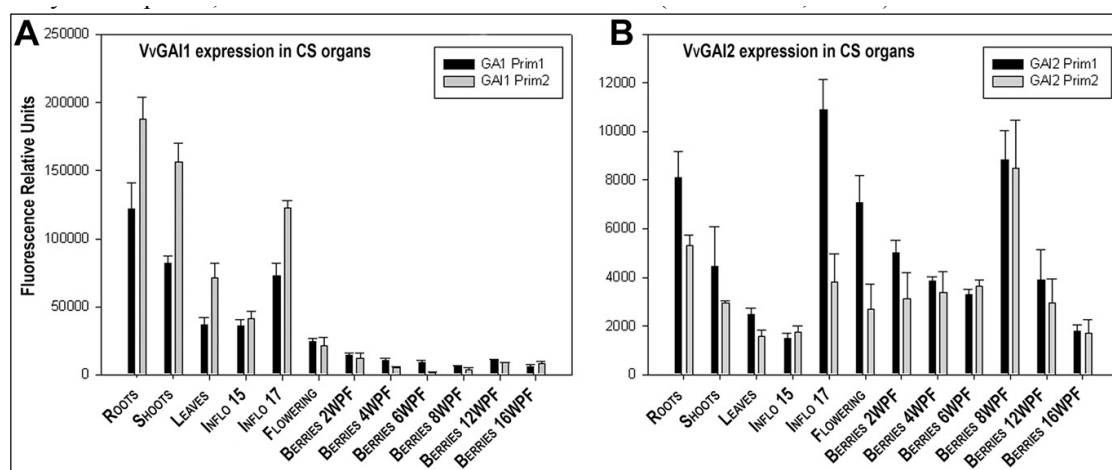 A
VvGAI1 expression in CS organs
GA1 Prim1
GAI1 Prim2
Fluorescence Relative Units
250000
200000
150000
100000
50000
0
Roots
Shoots
Leaves
Inflo 15
Inflo 17
Flowering
Berries 2WPF
Berries 4WPF
Berries 6WPF
Berries 8WPF
Berries 12WPF
Berries 16WPF
B
VvGAI2 expression in CS organs
GAI2 Prim1
GAI2 Prim2
12000
10000
8000
6000
4000
2000
0
Roots
Shoots
Leaves
Inflo 15
Inflo 17
Flowering
Berries 2WPF
Berries 4WPF
Berries 6WPF
Berries 8WPF
Berries 12WPF
Berries 16WPF